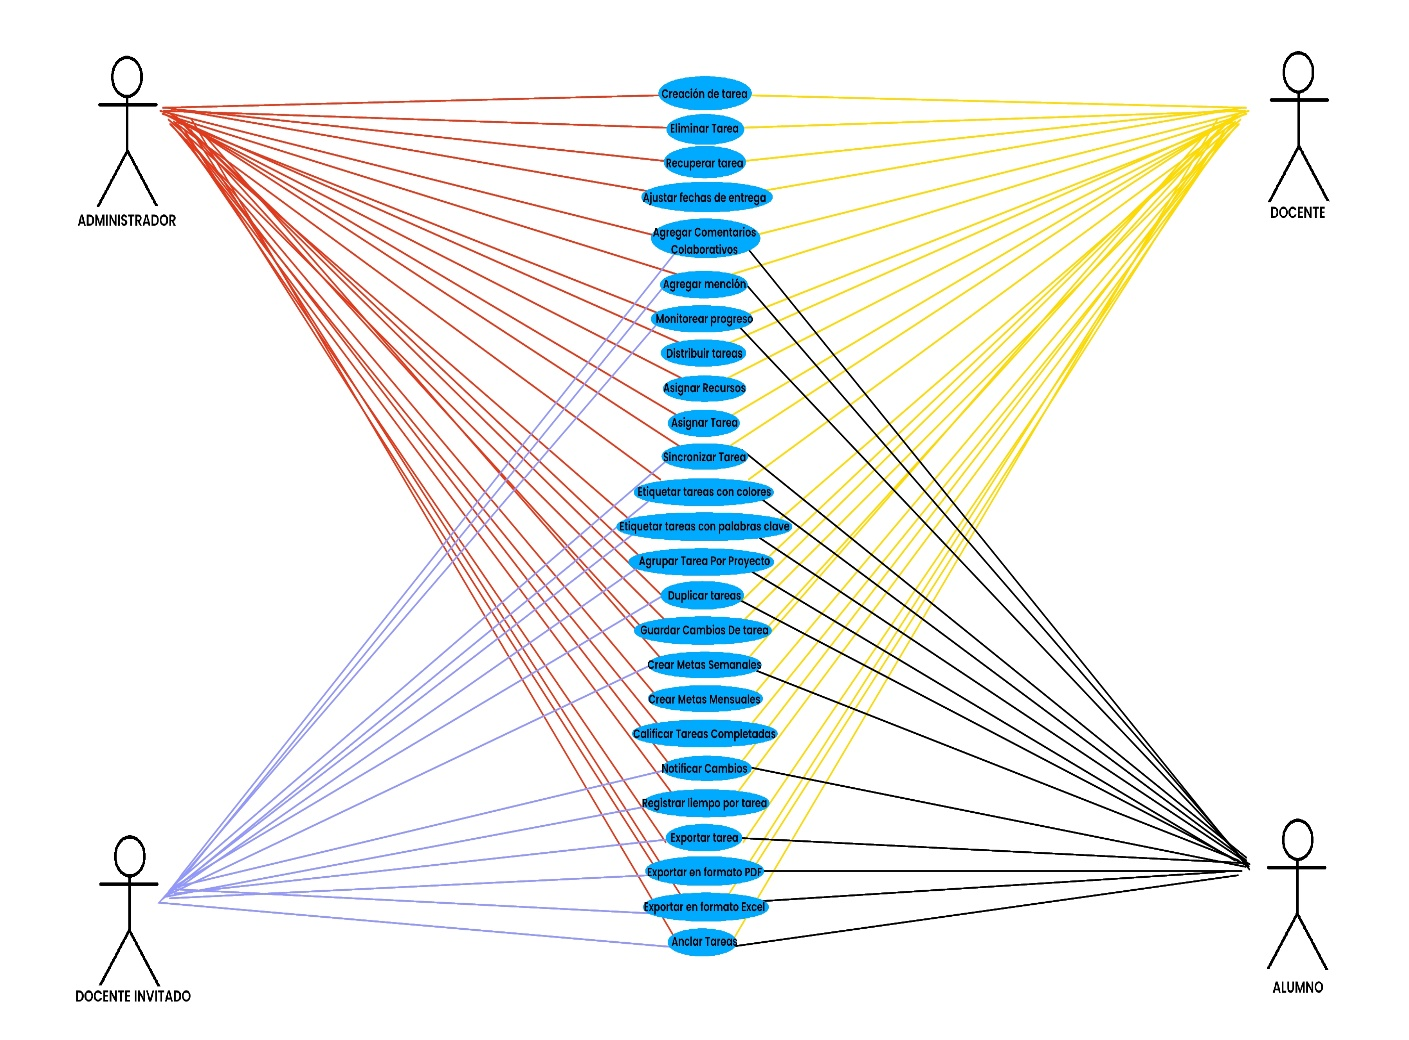 ADMINISTRADOR
DOCENTE
Creación de tarea
Eliminar Tarea
Recuperar tarea
Ajustar fechas de entrega
Agregar Comentarios
Colaborativos
Agregar mención
Monitorear progreso
Distribuir tareas
Asignar Recursos
Asignar Tarea
Sincronizar Tarea
Etiquetar tareas con colores
Etiquetar tareas con palabras clave
Agrupar Tarea Por Proyecto
Duplicar tareas
Guardar Cambios De tarea
Crear Metas Semanales
Crear Metas Mensuales
Calificar Tareas Completadas
Notificar Cambios
Registrar tiempo por tarea
Exportar tarea
Exportar en formato PDF
Exportar en formato Excel
Anclar Tareas
DOCENTE INVITADO
ALUMNO